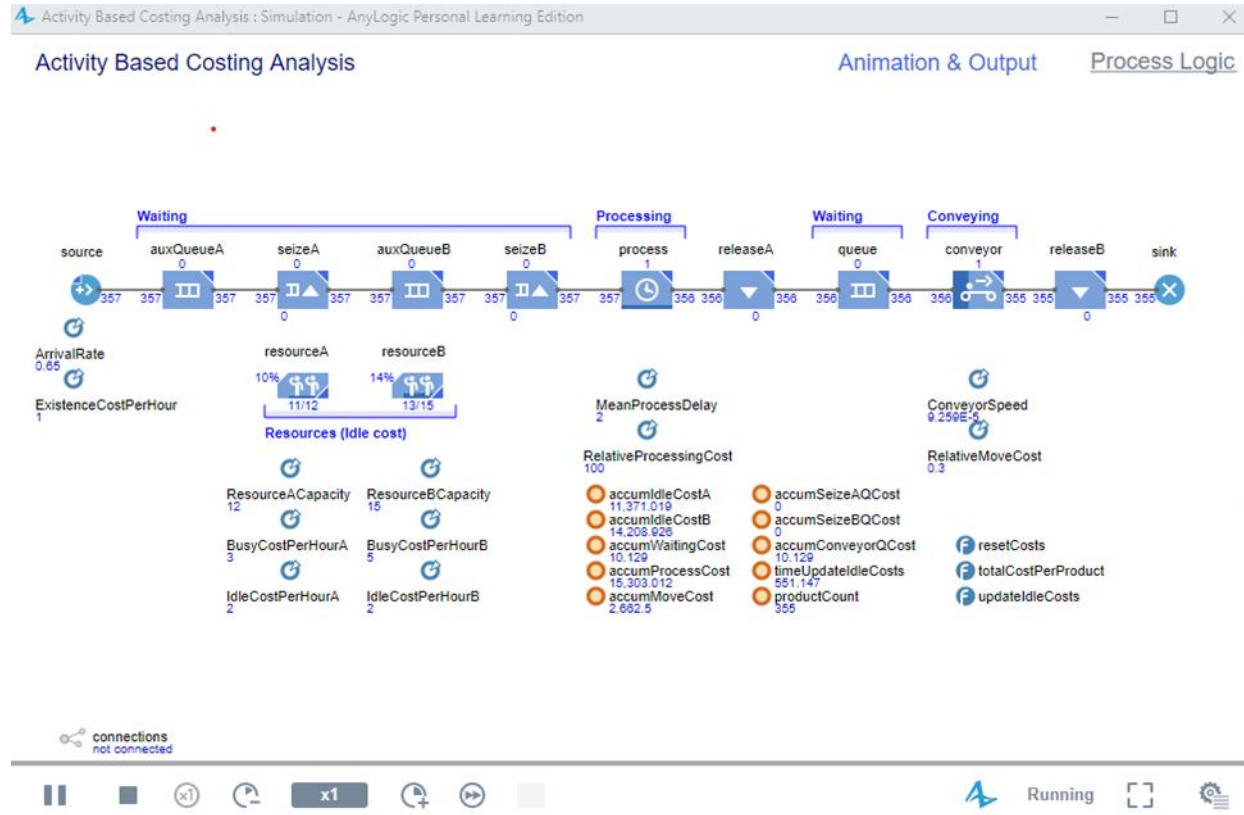 Activity Based Costing Analysis : Simulation - AnyLogic Personal Learning Edition
Activity Based Costing Analysis
Animation & Output
Process Logic
Waiting
Processing
Waiting
Conveying
source
auxQueueA
seizeA
auxQueueB
seizeB
process
releaseA
queue
conveyor
releaseB
sink
0 0 0 0 1 0 1
357 357 357 357 357 357 357 357 357 357 356 356 356 356 356 356 355 355 355 355
0 0 0 0
ArrivalRate
0.65
ExistenceCostPerHour
1
resourceA
10%
11/12
resourceB
14%
13/15
Resources (Idle cost)
ResourceACapacity
12
ResourceBCapacity
15
BusyCostPerHourA
3
BusyCostPerHourB
5
IdleCostPerHourA
2
IdleCostPerHourB
2
MeanProcessDelay
2
RelativeProcessingCost
100
ConveyorSpeed
9.259E-5
RelativeMoveCost
0.3
accumIdleCostA
11,371.019
accumIdleCostB
14,208.926
accumWaitingCost
10.129
accumProcessCost
15,303.012
accumMoveCost
2,662.5
accumSeizeAQCost
0
accumSeizeBQCost
0
accumConveyorQCost
10.129
timeUpdateIdleCosts
551.147
productCount
355
resetCosts
totalCostPerProduct
updateIdleCosts
connections
not connected
x1
x1
Running